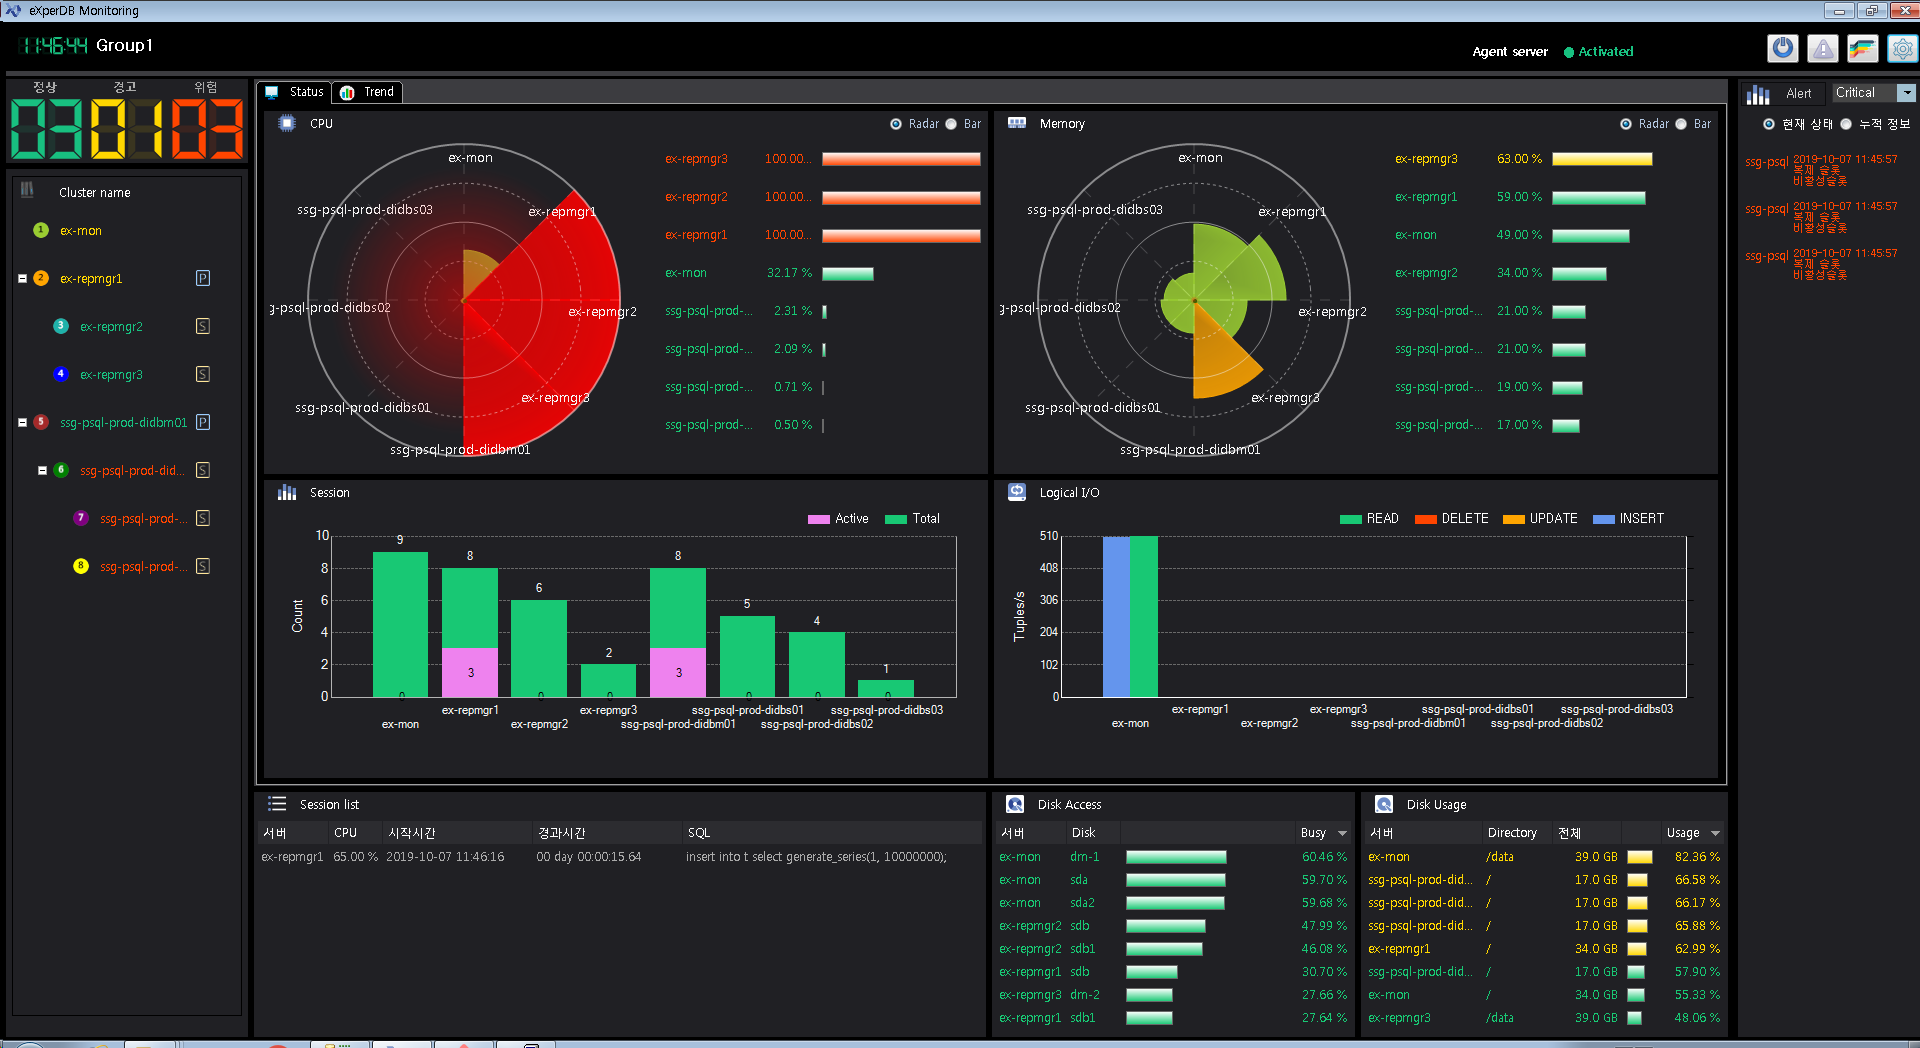 eXperDB Monitoring
11:46:44 Group1
Agent server Activated
정상 경고 위험
03 01 03
Cluster name
1 ex-mon
2 ex-repmgr1 P
3 ex-repmgr2 S
4 ex-repmgr3 S
5 ssg-psql-prod-didbm01 P
6 ssg-psql-prod-did... S
7 ssg-psql-prod-... S
8 ssg-psql-prod-... S
Status Trend
CPU Radar Bar
ex-mon
ssg-psql-prod-didbs03 ex-repmgr1
g-psql-prod-didbs02 ex-repmgr2
ssg-psql-prod-didbs01 ex-repmgr3
ssg-psql-prod-didbm01
ex-repmgr3 100.00...
ex-repmgr2 100.00...
ex-repmgr1 100.00...
ex-mon 32.17 %
ssg-psql-prod-... 2.31 %
ssg-psql-prod-... 2.09 %
ssg-psql-prod-... 0.71 %
ssg-psql-prod-... 0.50 %
Memory Radar Bar
ex-mon
ssg-psql-prod-didbs03 ex-repmgr1
g-psql-prod-didbs02 ex-repmgr2
ssg-psql-prod-didbs01 ex-repmgr3
ssg-psql-prod-didbm01
ex-repmgr3 63.00 %
ex-repmgr1 59.00 %
ex-mon 49.00 %
ex-repmgr2 34.00 %
ssg-psql-prod-... 21.00 %
ssg-psql-prod-... 21.00 %
ssg-psql-prod-... 19.00 %
ssg-psql-prod-... 17.00 %
Session
Active Total
Count
10
8
6
4
2
0
9 8 6 2 8 5 4 1
0 3 0 0 3 0 0 0
ex-repmgr1 ex-repmgr3 ssg-psql-prod-didbs01 ssg-psql-prod-didbs03
ex-mon ex-repmgr2 ssg-psql-prod-didbm01 ssg-psql-prod-didbs02
Logical I/O
READ DELETE UPDATE INSERT
Tuples/s
510
408
306
204
102
0
ex-repmgr1 ex-repmgr3 ssg-psql-prod-didbs01 ssg-psql-prod-didbs03
ex-mon ex-repmgr2 ssg-psql-prod-didbm01 ssg-psql-prod-didbs02
Alert Critical
현재 상태 누적 정보
ssg-psql 2019-10-07 11:45:57
복제 슬롯
비활성슬롯
ssg-psql 2019-10-07 11:45:57
복제 슬롯
비활성슬롯
ssg-psql 2019-10-07 11:45:57
복제 슬롯
비활성슬롯
Session list
서버 CPU 시작시간 경과시간 SQL
ex-repmgr1 65.00 % 2019-10-07 11:46:16 00 day 00:00:15.64 insert into t select generate_series(1, 10000000);
Disk Access
서버 Disk Busy
ex-mon dm-1 60.46 %
ex-mon sda 59.70 %
ex-mon sda2 59.68 %
ex-repmgr2 sdb 47.99 %
ex-repmgr2 sdb1 46.08 %
ex-repmgr1 sdb 30.70 %
ex-repmgr3 dm-2 27.66 %
ex-repmgr1 sdb1 27.64 %
Disk Usage
서버 Directory 전체 Usage
ex-mon /data 39.0 GB 82.36 %
ssg-psql-prod-did... / 17.0 GB 66.58 %
ssg-psql-prod-did... / 17.0 GB 66.17 %
ssg-psql-prod-did... / 17.0 GB 65.88 %
ex-repmgr1 / 34.0 GB 62.99 %
ssg-psql-prod-did... / 17.0 GB 57.90 %
ex-mon / 34.0 GB 55.33 %
ex-repmgr3 /data 39.0 GB 48.06 %